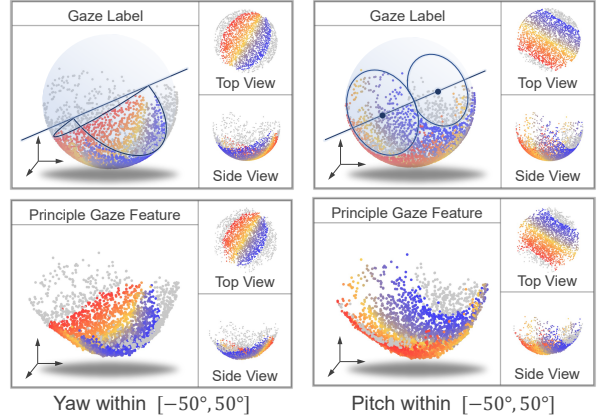 Gaze Label
Top View
Side View
Gaze Label
Top View
Side View
Principle Gaze Feature
Top View
Side View
Principle Gaze Feature
Top View
Side View
Yaw within [−50°, 50°]
Pitch within [−50°, 50°]